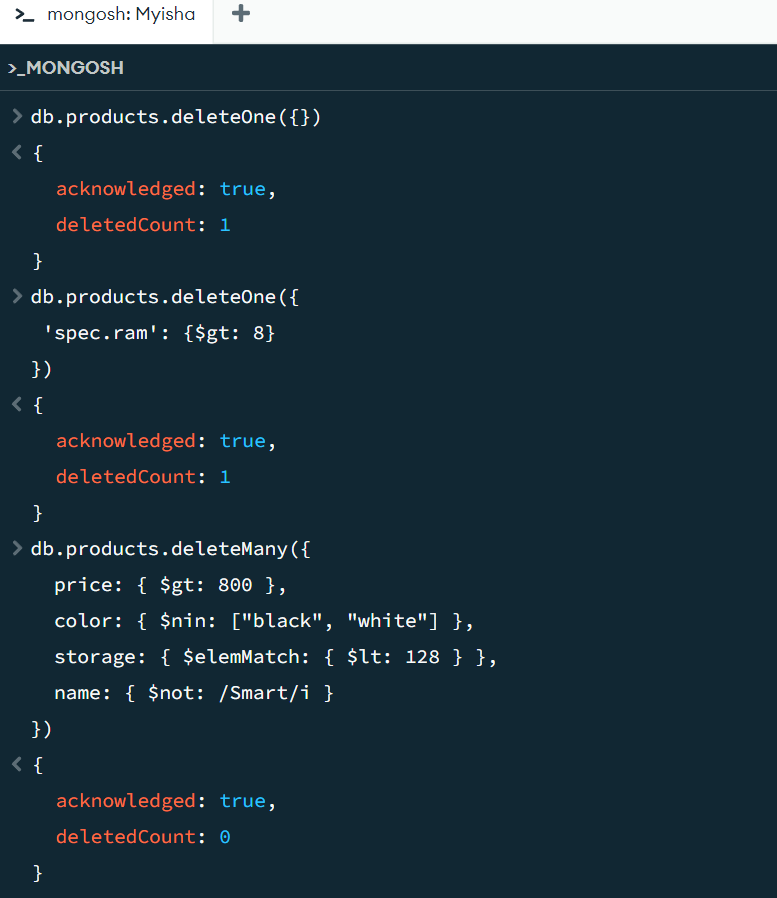 >_ mongosh: Myisha +
>_MONGOSH
> db.products.deleteOne({})
< {
acknowledged: true,
deletedCount: 1
}
> db.products.deleteOne({
'spec.ram': {$gt: 8}
})
< {
acknowledged: true,
deletedCount: 1
}
> db.products.deleteMany({
price: { $gt: 800 },
color: { $nin: ["black", "white"] },
storage: { $elemMatch: { $lt: 128 } },
name: { $not: /Smart/i }
})
< {
acknowledged: true,
deletedCount: 0
}